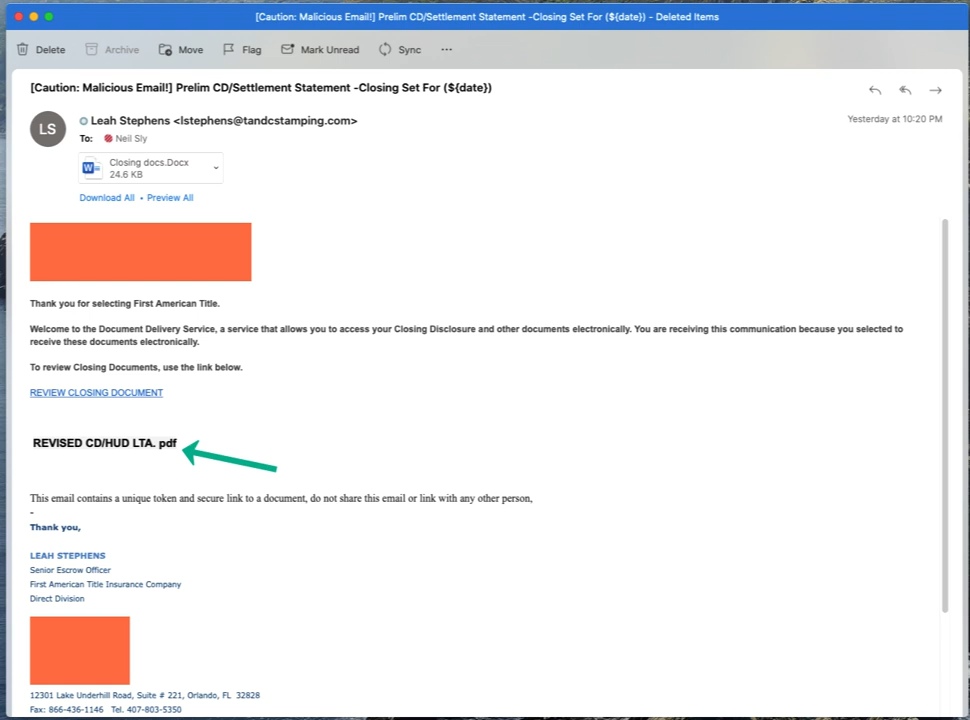 [Caution: Malicious Email!] Prelim CD/Settlement Statement -Closing Set For (${date}) - Deleted Items
Delete Archive Move Flag Mark Unread Sync
[Caution: Malicious Email!] Prelim CD/Settlement Statement -Closing Set For (${date})
LS
Leah Stephens <lstephens@tandcstamping.com>
Yesterday at 10:20 PM
To: Neil Sly
W
Closing docs.Docx
24.6 KB
Download All • Preview All
Thank you for selecting First American Title.
Welcome to the Document Delivery Service, a service that allows you to access your Closing Disclosure and other documents electronically. You are receiving this communication because you selected to
receive these documents electronically.
To review Closing Documents, use the link below.
REVIEW CLOSING DOCUMENT
REVISED CD/HUD LTA. pdf
This email contains a unique token and secure link to a document, do not share this email or link with any other person,
-
Thank you,
LEAH STEPHENS
Senior Escrow Officer
First American Title Insurance Company
Direct Division
12301 Lake Underhill Road, Suite # 221, Orlando, FL 32828
Fax: 866-436-1146 Tel. 407-803-5350